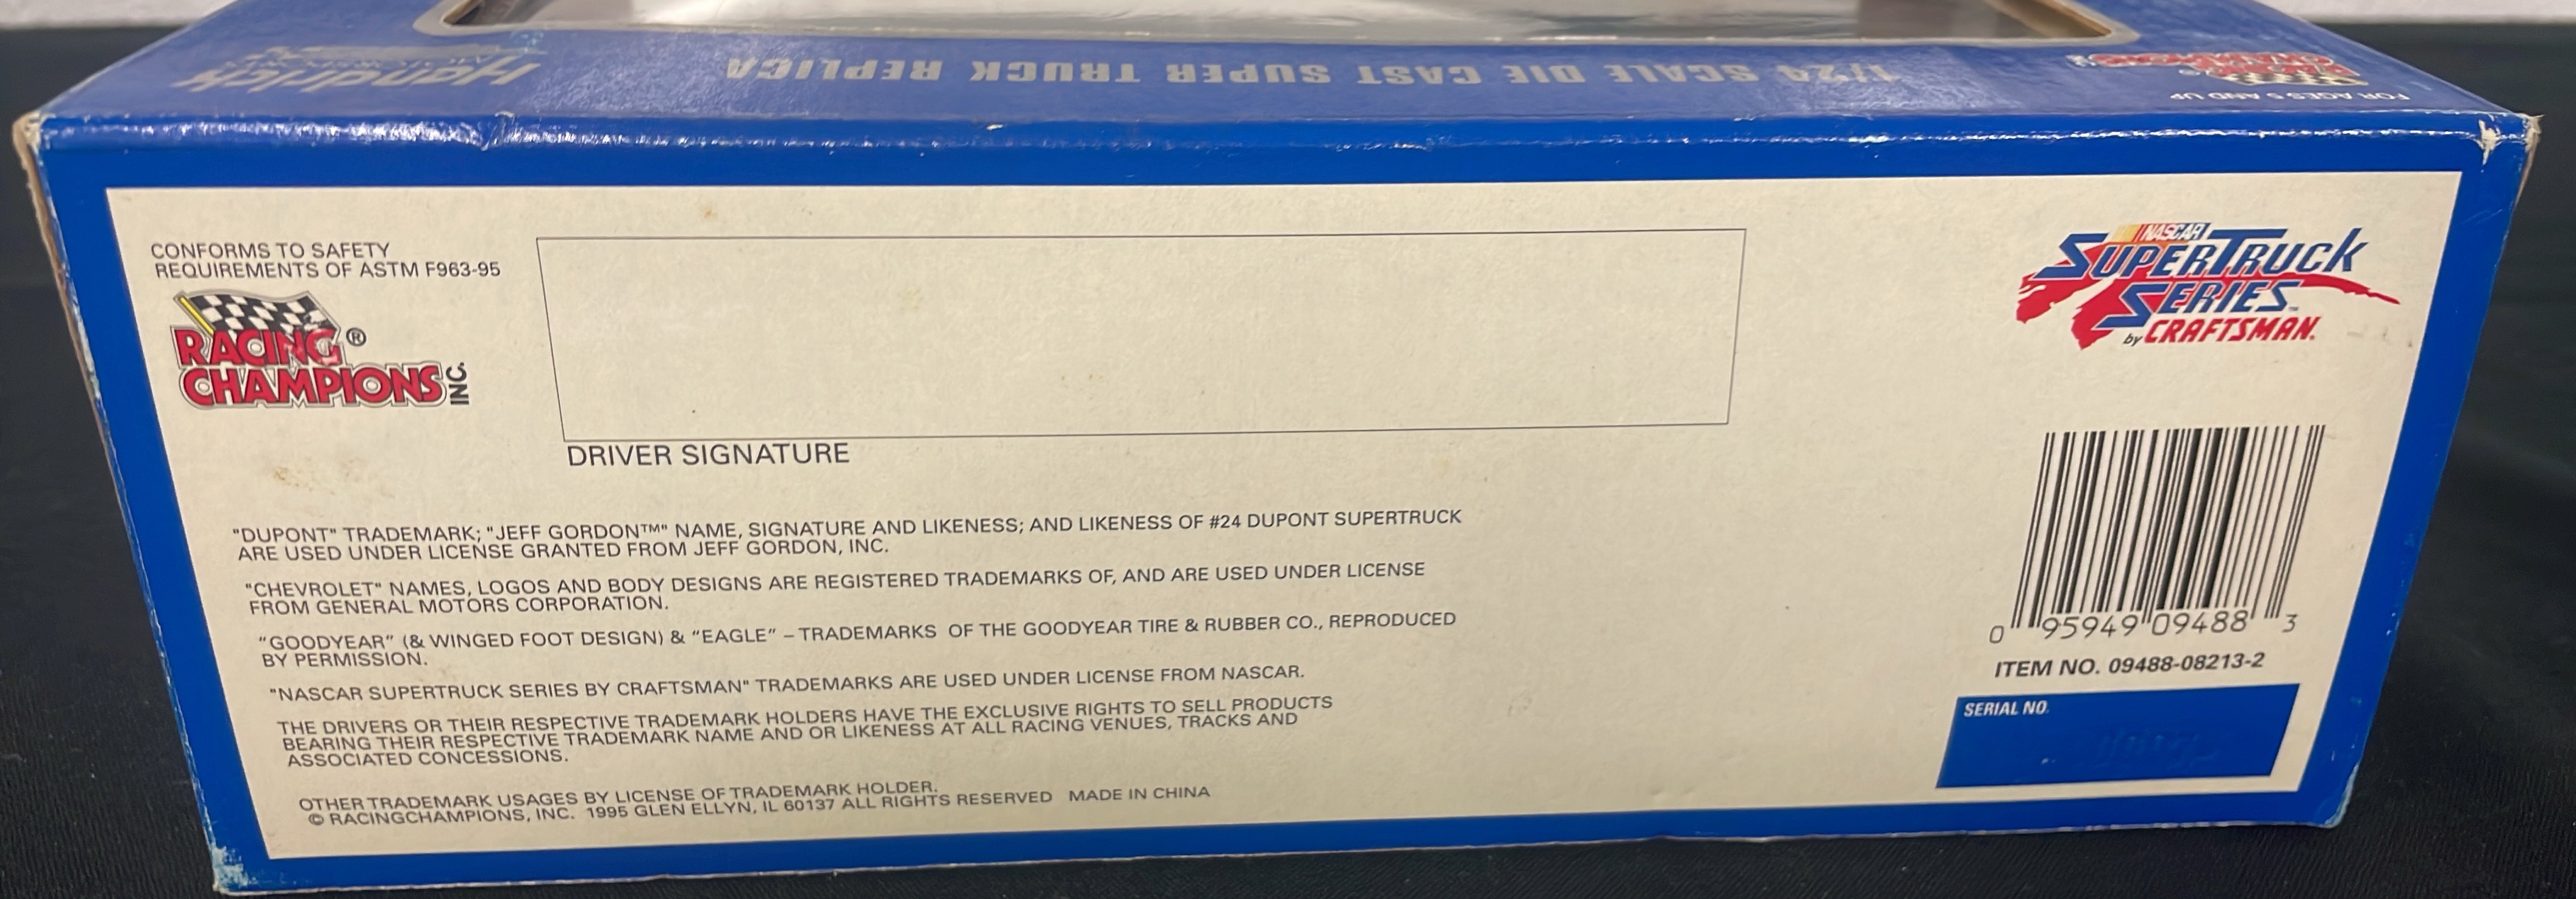 Hendrick
MOTORSPORTS
1/24 SCALE DIE CAST SUPER TRUCK REPLICA
RACING CHAMPIONS
FOR AGES 5 AND UP
CONFORMS TO SAFETY
REQUIREMENTS OF ASTM F963-95
RACING®
CHAMPIONS INC.
DRIVER SIGNATURE
NASCAR
SUPERTRUCK
SERIES™
by CRAFTSMAN.
"DUPONT" TRADEMARK; "JEFF GORDON™" NAME, SIGNATURE AND LIKENESS; AND LIKENESS OF #24 DUPONT SUPERTRUCK
ARE USED UNDER LICENSE GRANTED FROM JEFF GORDON, INC.
"CHEVROLET" NAMES, LOGOS AND BODY DESIGNS ARE REGISTERED TRADEMARKS OF, AND ARE USED UNDER LICENSE
FROM GENERAL MOTORS CORPORATION.
"GOODYEAR" (& WINGED FOOT DESIGN) & "EAGLE" – TRADEMARKS OF THE GOODYEAR TIRE & RUBBER CO., REPRODUCED
BY PERMISSION.
"NASCAR SUPERTRUCK SERIES BY CRAFTSMAN" TRADEMARKS ARE USED UNDER LICENSE FROM NASCAR.
THE DRIVERS OR THEIR RESPECTIVE TRADEMARK HOLDERS HAVE THE EXCLUSIVE RIGHTS TO SELL PRODUCTS
BEARING THEIR RESPECTIVE TRADEMARK NAME AND OR LIKENESS AT ALL RACING VENUES, TRACKS AND
ASSOCIATED CONCESSIONS.
OTHER TRADEMARK USAGES BY LICENSE OF TRADEMARK HOLDER.
© RACINGCHAMPIONS, INC. 1995 GLEN ELLYN, IL 60137 ALL RIGHTS RESERVED MADE IN CHINA
0 95949 09488 3
ITEM NO. 09488-08213-2
SERIAL NO.